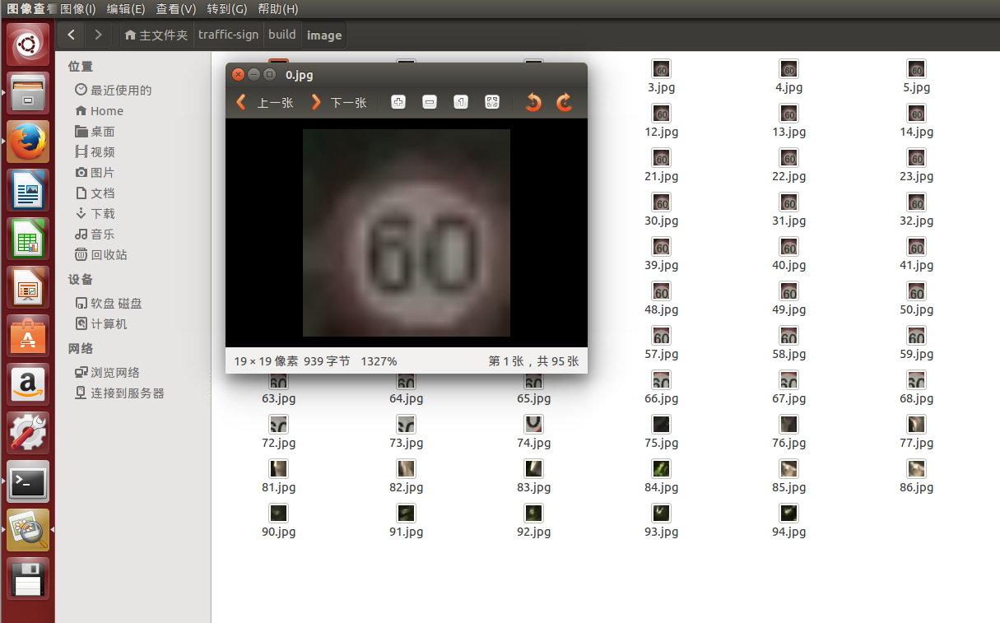 图像查看 图像(I) 编辑(E) 查看(V) 转到(G) 帮助(H)
主文件夹 traffic-sign build image
位置
最近使用的
Home
桌面
视频
图片
文档
下载
音乐
回收站
设备
软盘 磁盘
计算机
网络
浏览网络
连接到服务器
0.jpg
上一张 下一张
60
19 × 19 像素 939 字节 1327% 第 1 张，共 95 张
3.jpg 4.jpg 5.jpg
12.jpg 13.jpg 14.jpg
21.jpg 22.jpg 23.jpg
30.jpg 31.jpg 32.jpg
39.jpg 40.jpg 41.jpg
48.jpg 49.jpg 50.jpg
57.jpg 58.jpg 59.jpg
63.jpg 64.jpg 65.jpg 66.jpg 67.jpg 68.jpg
72.jpg 73.jpg 74.jpg 75.jpg 76.jpg 77.jpg
81.jpg 82.jpg 83.jpg 84.jpg 85.jpg 86.jpg
90.jpg 91.jpg 92.jpg 93.jpg 94.jpg